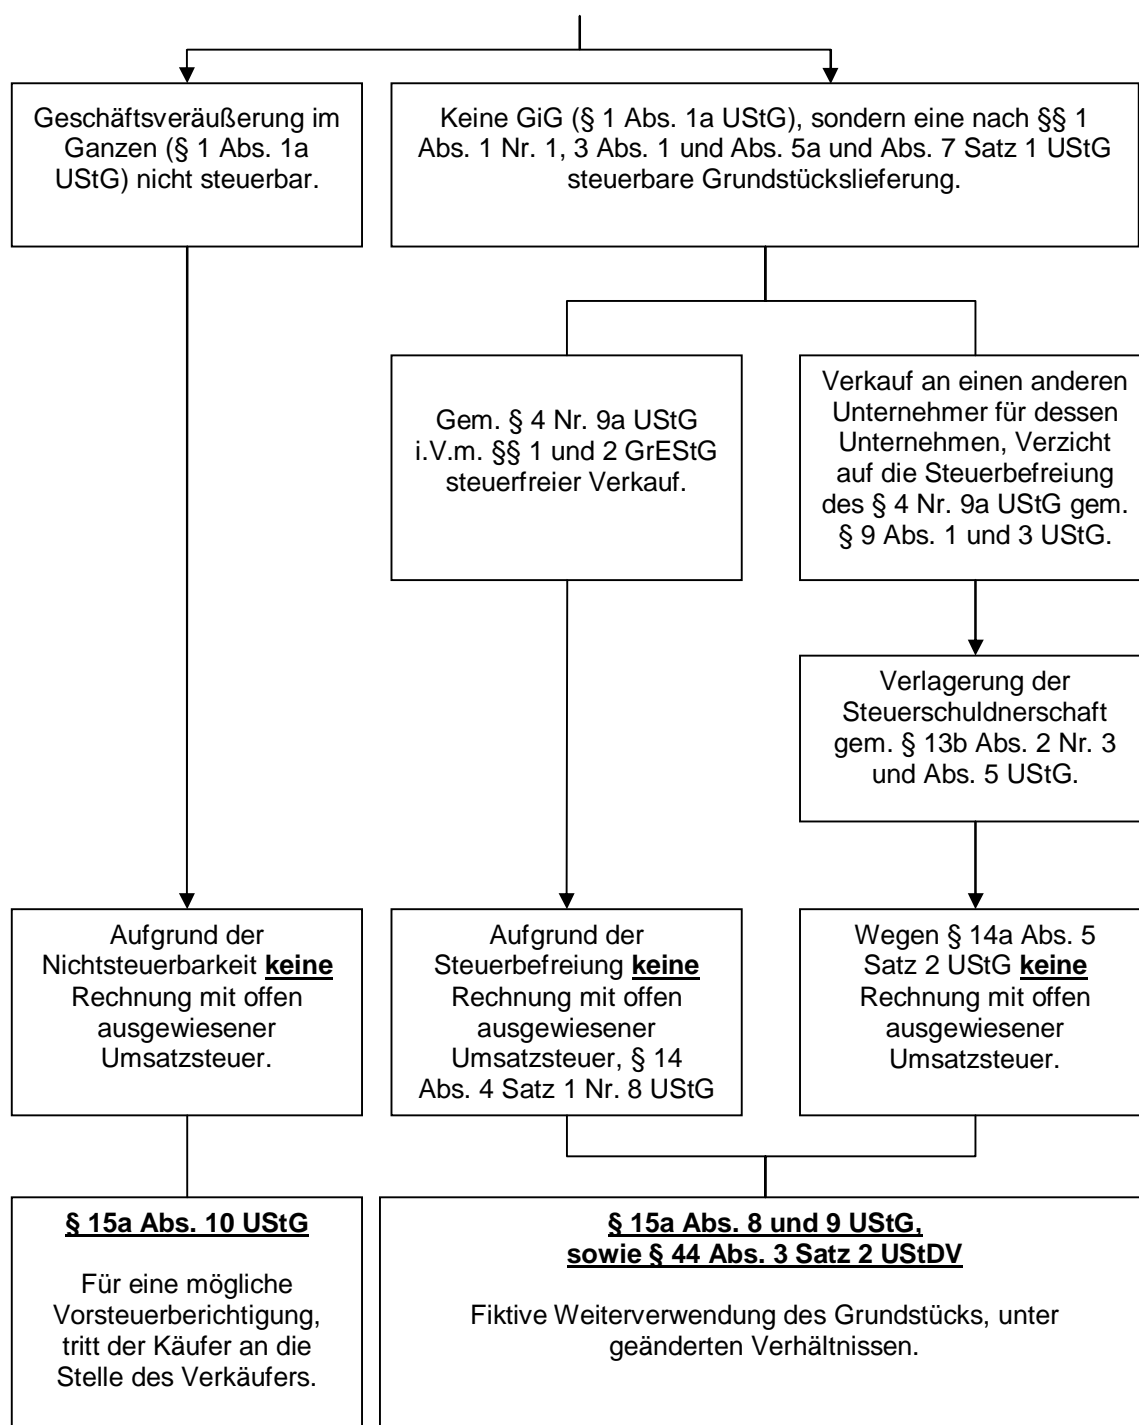 Geschäftsveräußerung im
Ganzen (§ 1 Abs. 1a
UStG) nicht steuerbar.
Keine GiG (§ 1 Abs. 1a UStG), sondern eine nach §§ 1
Abs. 1 Nr. 1, 3 Abs. 1 und Abs. 5a und Abs. 7 Satz 1 UStG
steuerbare Grundstückslieferung.
Gem. § 4 Nr. 9a UStG
i.V.m. §§ 1 und 2 GrEStG
steuerfreier Verkauf.
Verkauf an einen anderen
Unternehmer für dessen
Unternehmen, Verzicht
auf die Steuerbefreiung
des § 4 Nr. 9a UStG gem.
§ 9 Abs. 1 und 3 UStG.
Verlagerung der
Steuerschuldnerschaft
gem. § 13b Abs. 2 Nr. 3
und Abs. 5 UStG.
Aufgrund der
Nichtsteuerbarkeit keine
Rechnung mit offen
ausgewiesener
Umsatzsteuer.
Aufgrund der
Steuerbefreiung keine
Rechnung mit offen
ausgewiesener
Umsatzsteuer, § 14
Abs. 4 Satz 1 Nr. 8 UStG
Wegen § 14a Abs. 5
Satz 2 UStG keine
Rechnung mit offen
ausgewiesener
Umsatzsteuer.
§ 15a Abs. 10 UStG
Für eine mögliche
Vorsteuerberichtigung,
tritt der Käufer an die
Stelle des Verkäufers.
§ 15a Abs. 8 und 9 UStG,
sowie § 44 Abs. 3 Satz 2 UStDV
Fiktive Weiterverwendung des Grundstücks, unter
geänderten Verhältnissen.